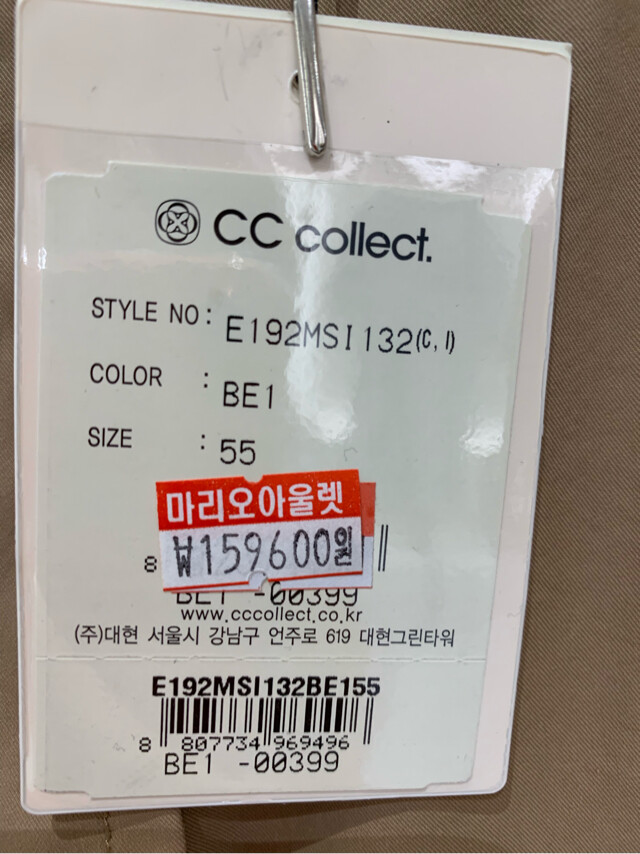 CC collect.
STYLE NO : E192MSI132(C, I)
COLOR : BE1
SIZE : 55
마리오아울렛
8 ₩159600원
BE1 -00399
www.cccollect.co.kr
(주)대현 서울시 강남구 언주로 619 대현그린타워
E192MSI132BE155
8 807734 969496
BE1 -00399